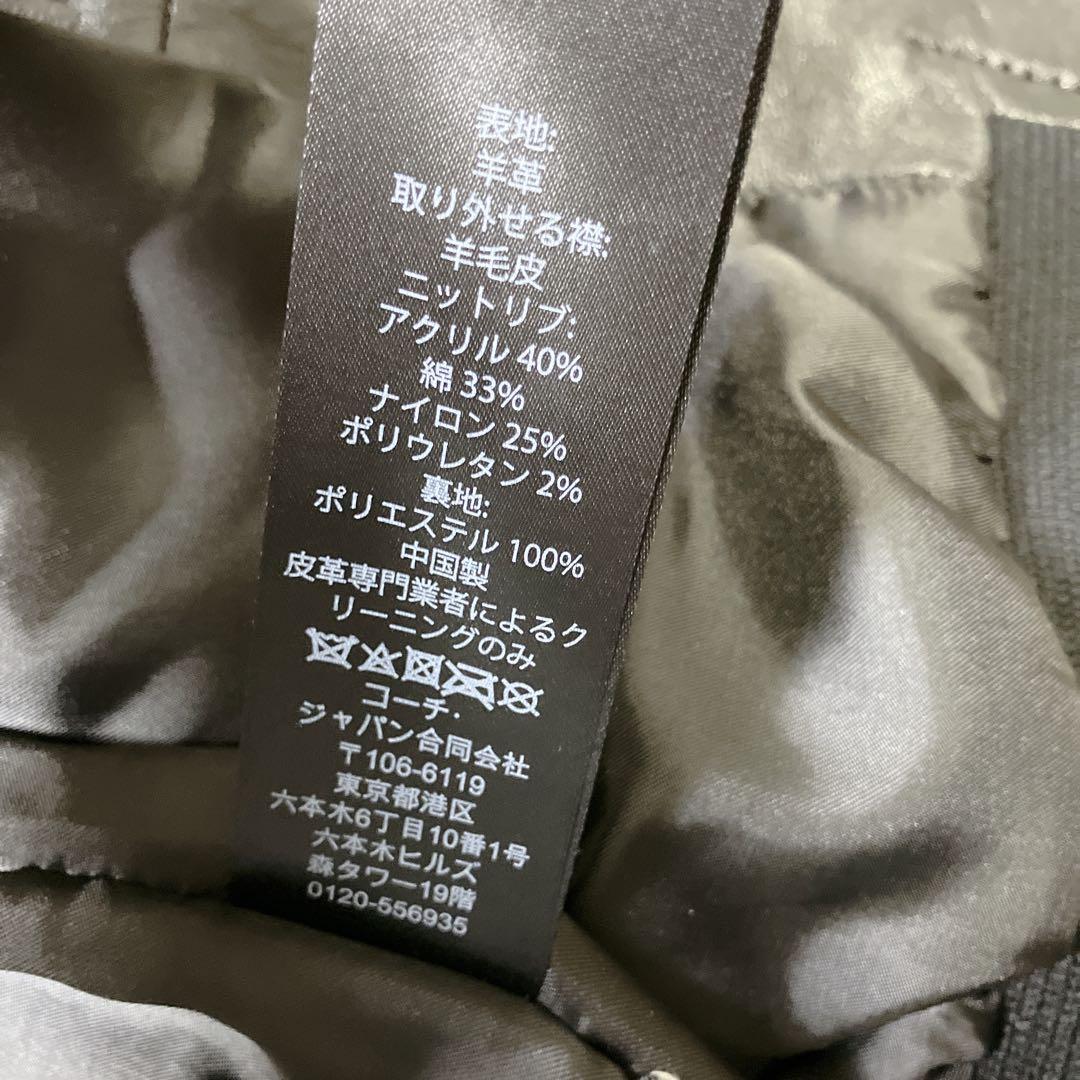 表地:
羊革
取り外せる襟:
羊毛皮
ニットリブ:
アクリル 40%
綿 33%
ナイロン 25%
ポリウレタン 2%
裏地:
ポリエステル 100%
中国製
皮革専門業者によるク
リーニングのみ
コーチ.
ジャパン合同会社
〒106-6119
東京都港区
六本木6丁目10番1号
六本木ヒルズ
森タワー19階
0120-556935